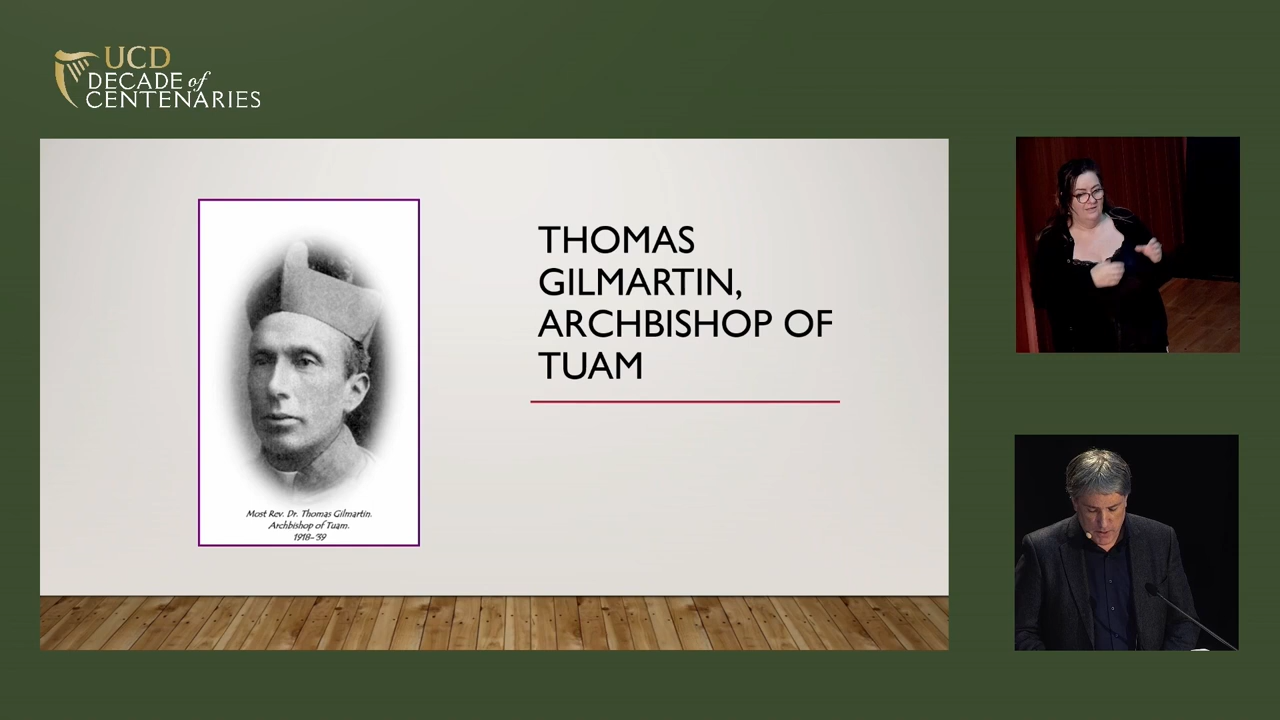 UCD
DECADE of
CENTENARIES
THOMAS
GILMARTIN,
ARCHBISHOP OF
TUAM
Most Rev. Dr. Thomas Gilmartin.
Archbishop of Tuam.
1918-39